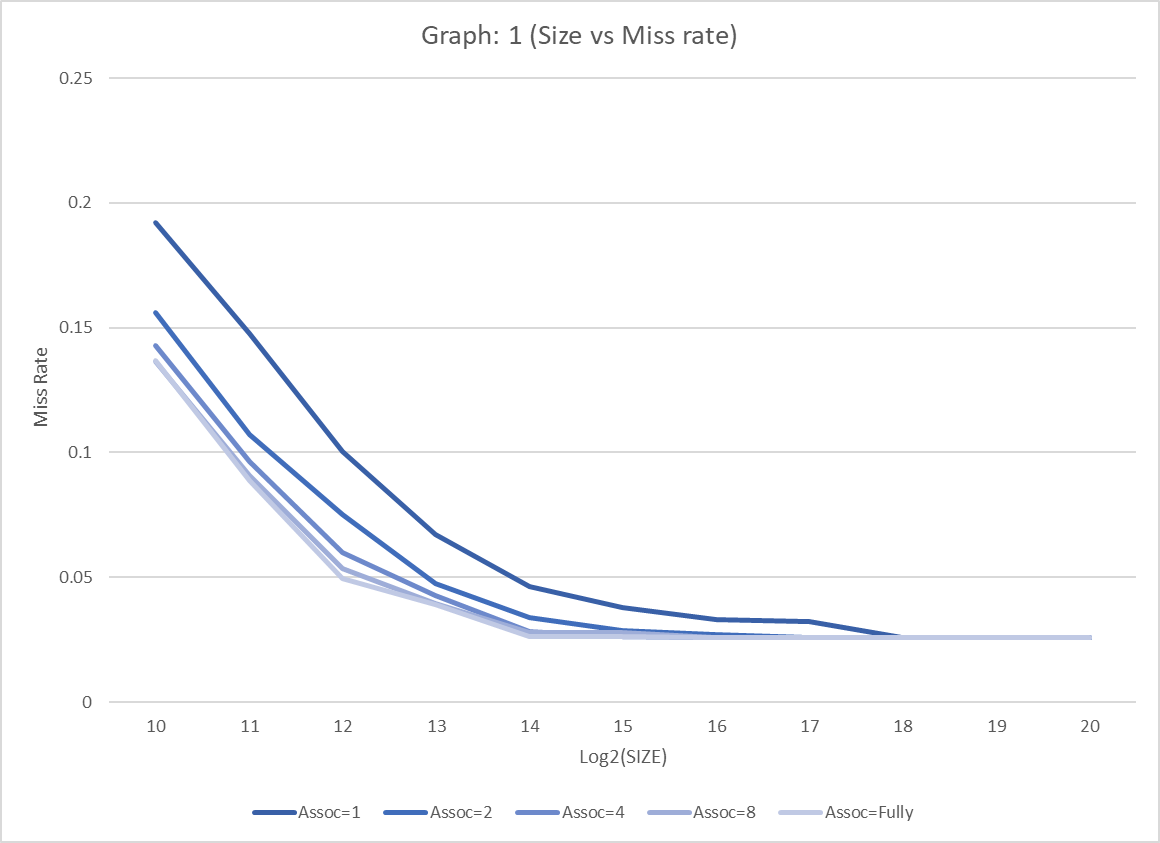 Graph: 1 (Size vs Miss rate)
0.25
0.2
0.15
0.1
0.05
0
Miss Rate
10 11 12 13 14 15 16 17 18 19 20
Log2(SIZE)
Assoc=1 Assoc=2 Assoc=4 Assoc=8 Assoc=Fully